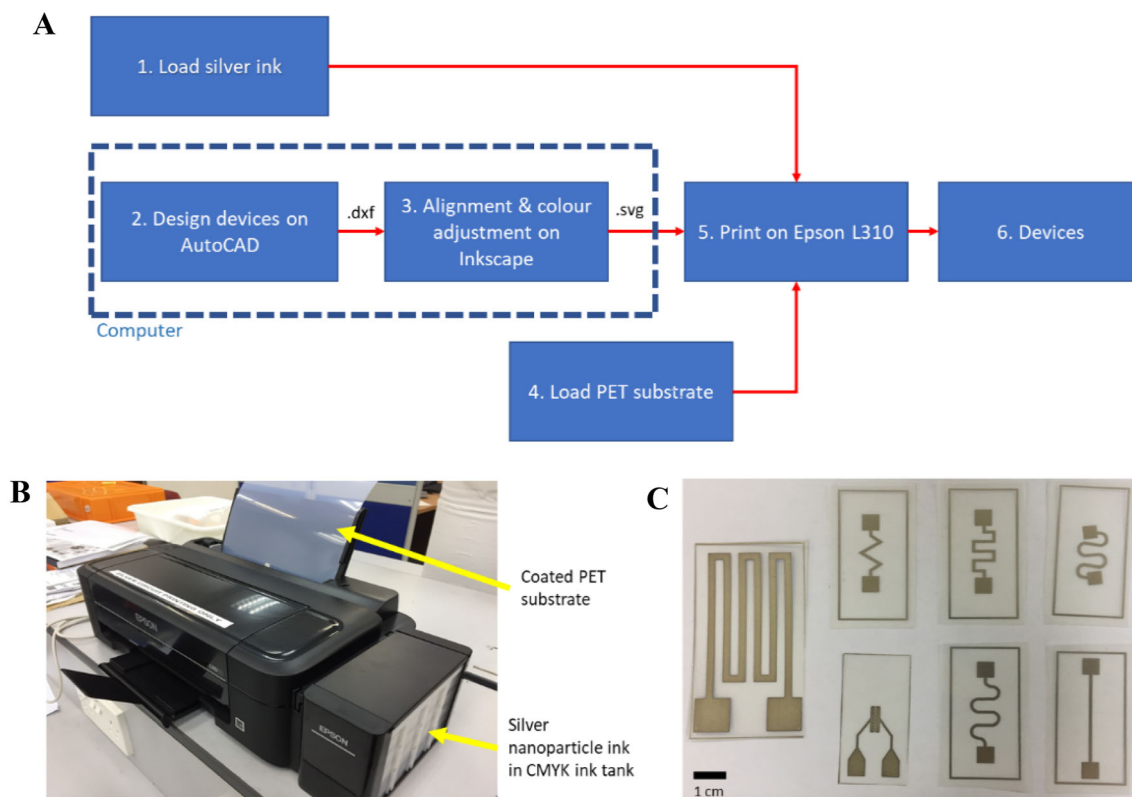 A
1. Load silver ink
2. Design devices on
AutoCAD
.dxf
3. Alignment & colour
adjustment on
Inkscape
.svg
5. Print on Epson L310
6. Devices
Computer
4. Load PET substrate
B
Coated PET
substrate
EPSON
EPSON
Silver
nanoparticle ink
in CMYK ink tank
C
1 cm